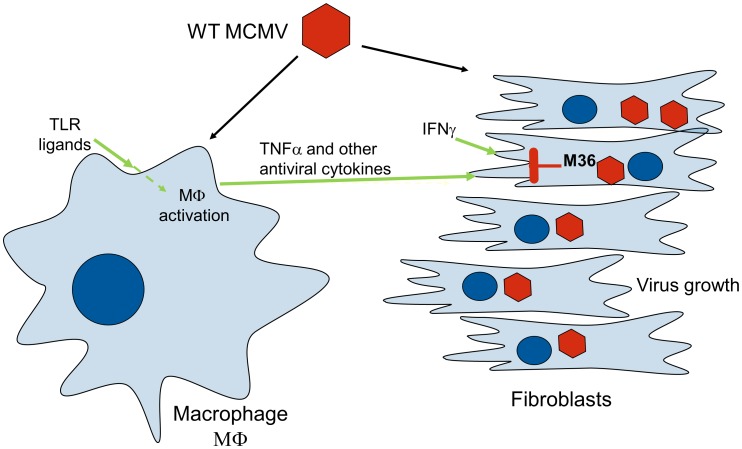 WT MCMV
TLR
ligands
IFNγ
TNFα and other
antiviral cytokines
M36
MΦ
activation
Virus growth
Fibroblasts
Macrophage
MΦ